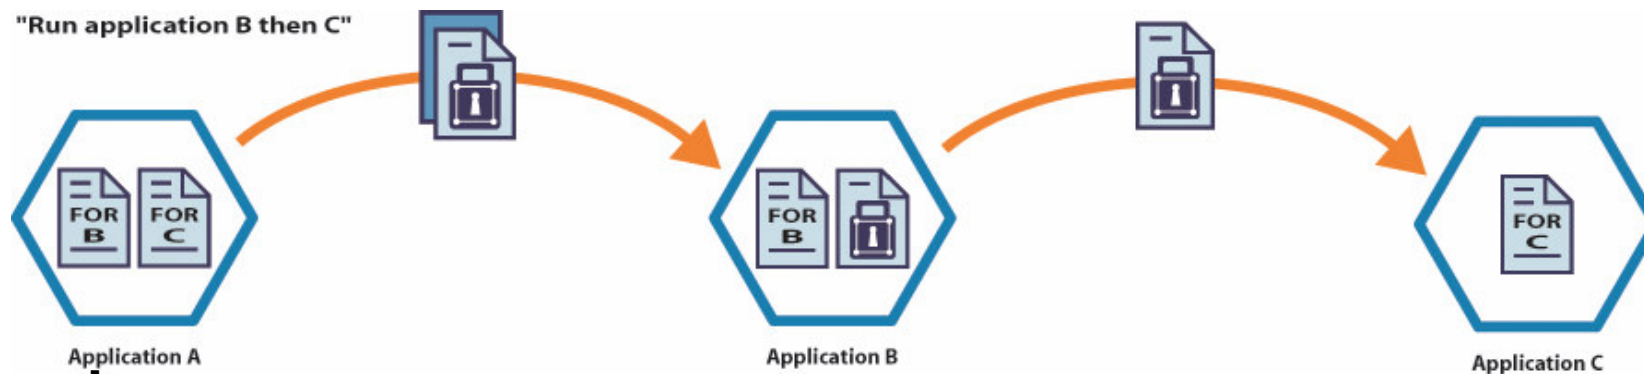 "Run application B then C"
FOR
B
FOR
C
FOR
B
FOR
C
Application A
Application B
Application C